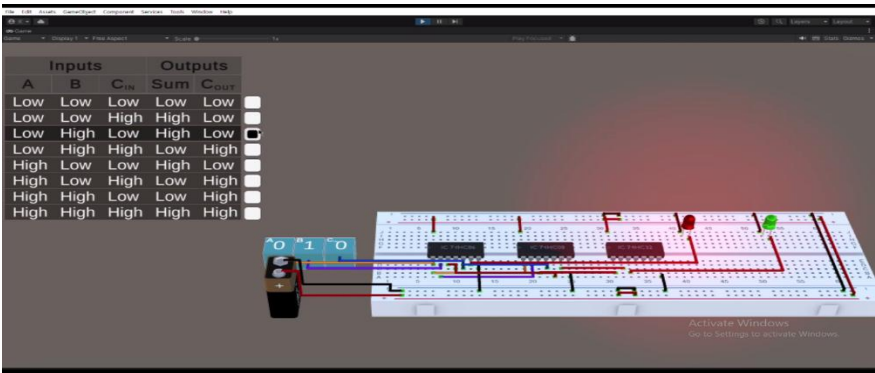 File Edit Assets GameObject Component Services Tools Window Help
Layers Layout
Game
Game Display 1 Free Aspect Scale 1x Play Focused Stats Gizmos
Inputs Outputs
A B CIN Sum COUT
Low Low Low Low Low
Low Low High High Low
Low High Low High Low
Low High High Low High
High Low Low High Low
High Low High Low High
High High Low Low High
High High High High High
A 0 B 1 C 0
IC 74HC86 IC 74HC08
+
Activate Windows
Go to Settings to activate Windows.